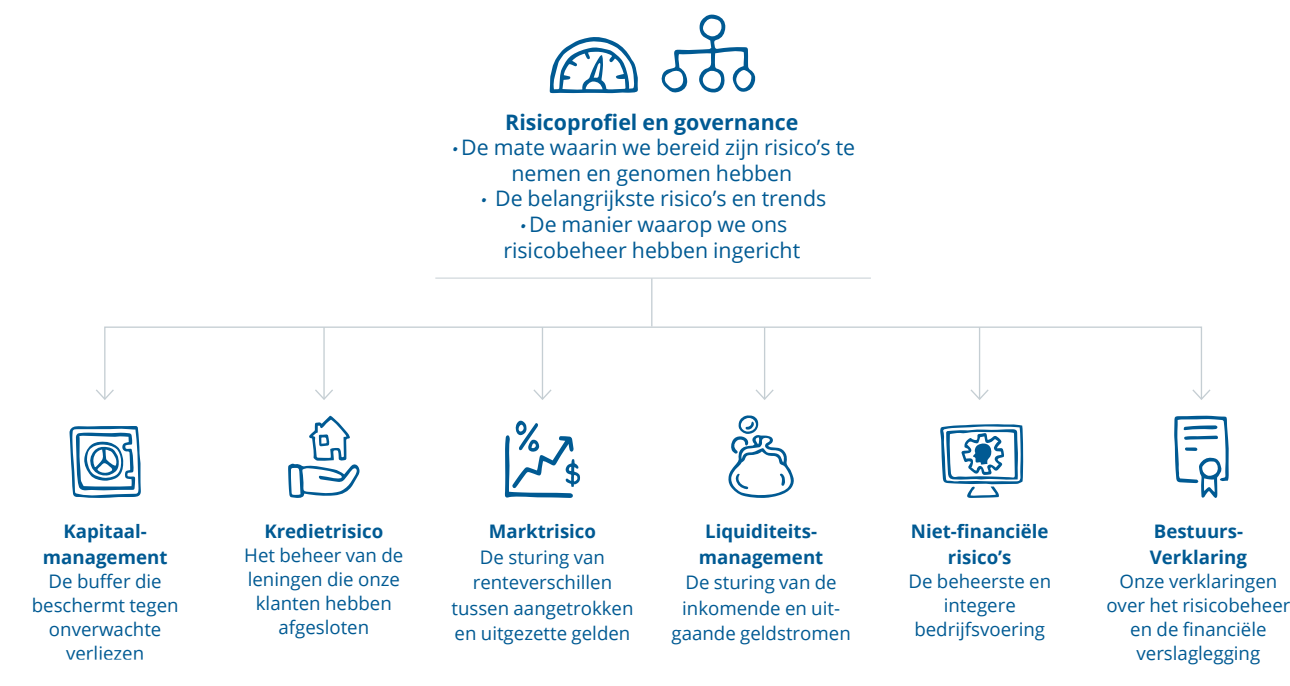 Risicoprofiel en governance
• De mate waarin we bereid zijn risico’s te
nemen en genomen hebben
• De belangrijkste risico’s en trends
• De manier waarop we ons
risicobeheer hebben ingericht
%
$
Kapitaal-
management
De buffer die
beschermt tegen
onverwachte
verliezen
Kredietrisico
Het beheer van de
leningen die onze
klanten hebben
afgesloten
Marktrisico
De sturing van
renteverschillen
tussen aangetrokken
en uitgezette gelden
Liquiditeits-
management
De sturing van de
inkomende en uit-
gaande geldstromen
Niet-financiële
risico’s
De beheerste en
integere
bedrijfsvoering
Bestuurs-
Verklaring
Onze verklaringen
over het risicobeheer
en de financiële
verslaglegging